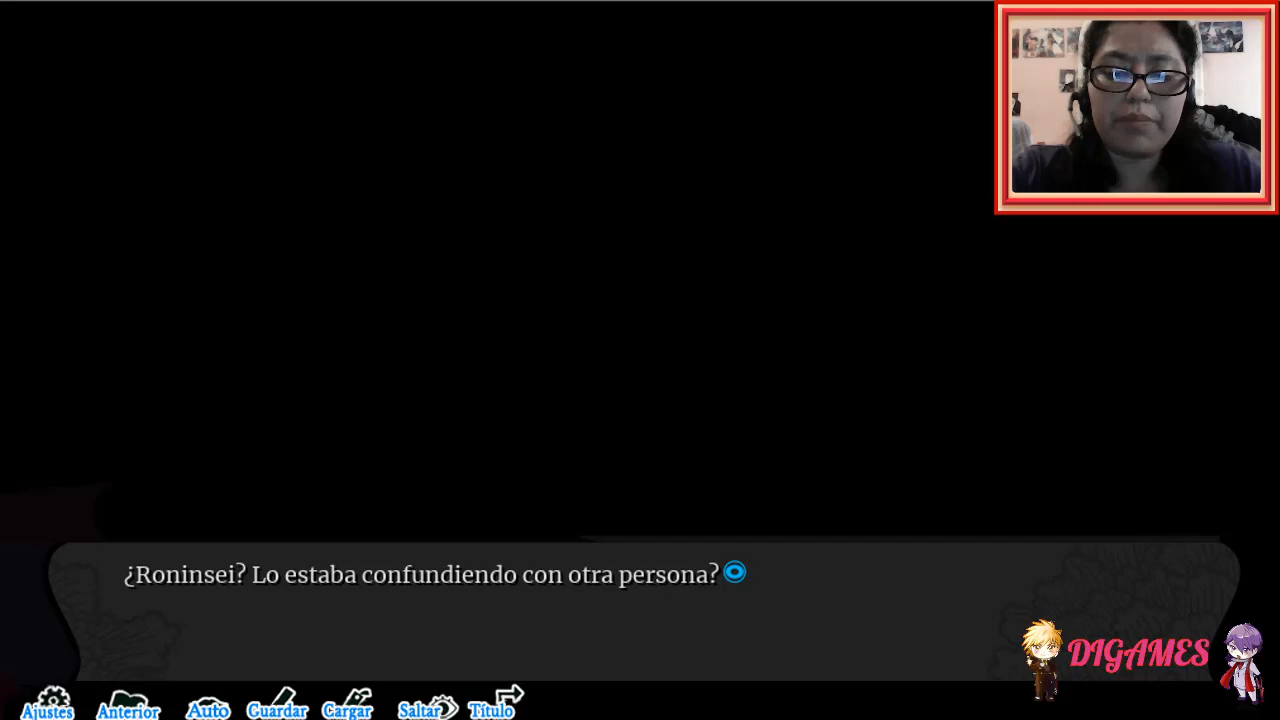 ¿Roninsei? Lo estaba confundiendo con otra persona?
DIGAMES
Ajustes Anterior Auto Guardar Cargar Saltar Título